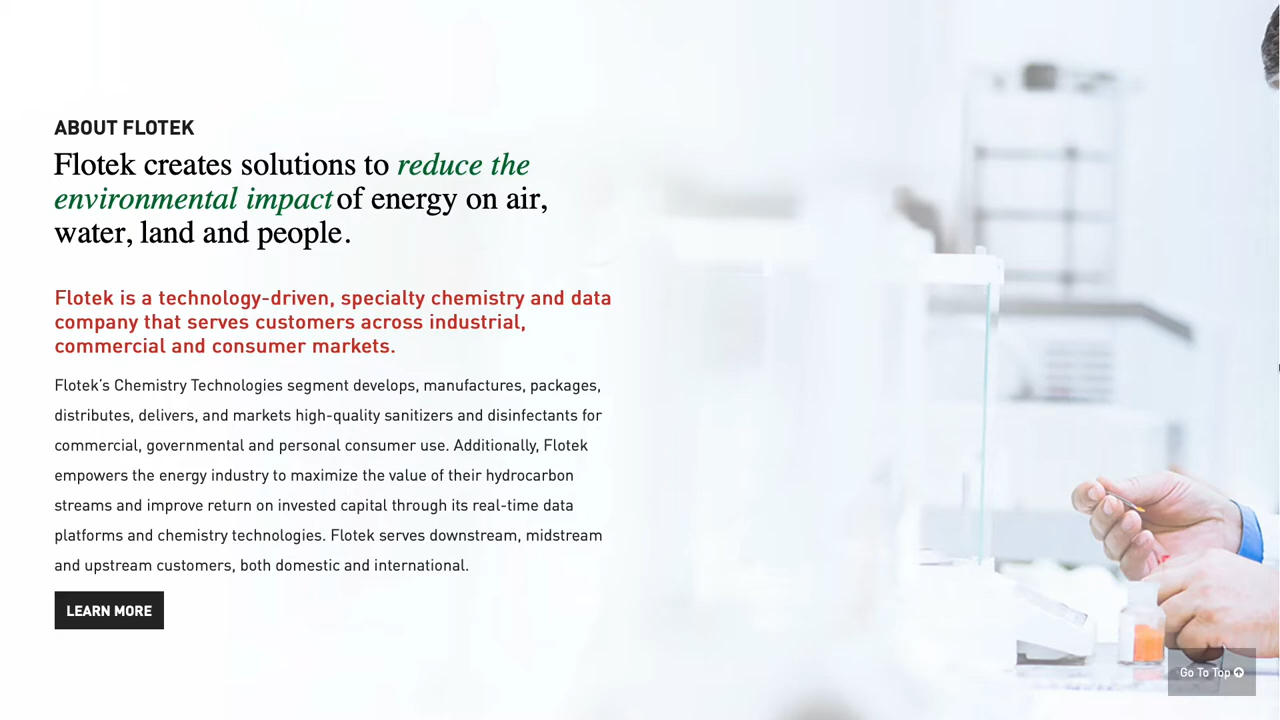 ABOUT FLOTEK
Flotek creates solutions to reduce the
environmental impact of energy on air,
water, land and people.
Flotek is a technology-driven, specialty chemistry and data
company that serves customers across industrial,
commercial and consumer markets.
Flotek's Chemistry Technologies segment develops, manufactures, packages,
distributes, delivers, and markets high-quality sanitizers and disinfectants for
commercial, governmental and personal consumer use. Additionally, Flotek
empowers the energy industry to maximize the value of their hydrocarbon
streams and improve return on invested capital through its real-time data
platforms and chemistry technologies. Flotek serves downstream, midstream
and upstream customers, both domestic and international.
LEARN MORE
Go To Top